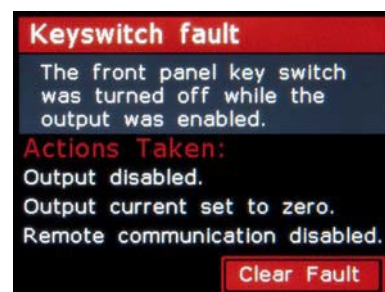 Keyswitch fault
The front panel key switch
was turned off while the
output was enabled.
Actions Taken:
Output disabled.
Output current set to zero.
Remote communication disabled.
Clear Fault